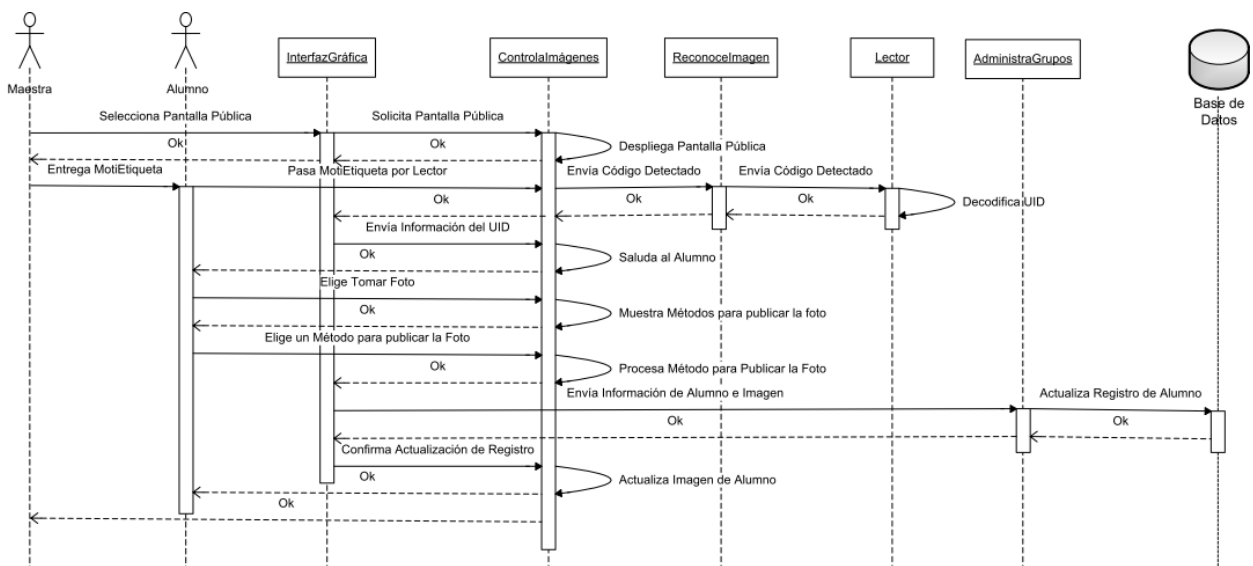 Maestra
Alumno
InterfazGráfica
ControlaImágenes
ReconoceImagen
Lector
AdministraGrupos
Base de
Datos
Selecciona Pantalla Pública
Solicita Pantalla Pública
Ok
Ok
Despliega Pantalla Pública
Entrega MotiEtiqueta
Pasa MotiEtiqueta por Lector
Envía Código Detectado
Envía Código Detectado
Ok
Ok
Ok
Decodifica UID
Envía Información del UID
Ok
Saluda al Alumno
Elige Tomar Foto
Ok
Muestra Métodos para publicar la foto
Elige un Método para publicar la Foto
Ok
Procesa Método para Publicar la Foto
Envía Información de Alumno e Imagen
Actualiza Registro de Alumno
Ok
Ok
Confirma Actualización de Registro
Ok
Actualiza Imagen de Alumno
Ok